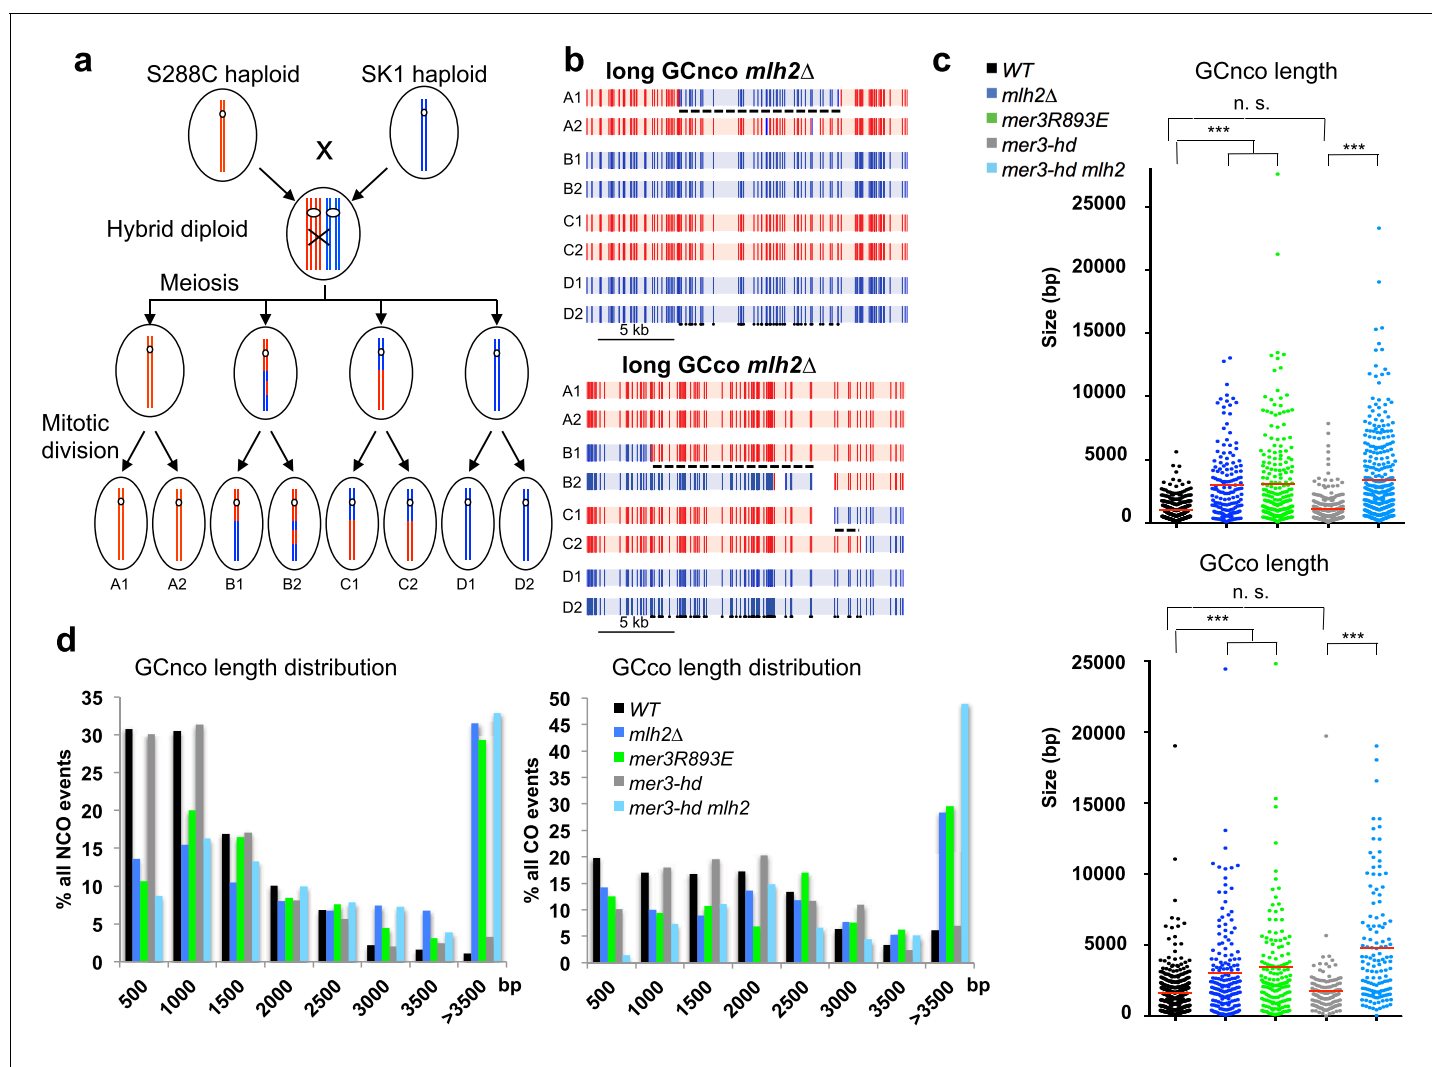 a
S288C haploid
SK1 haploid
X
Hybrid diploid
Meiosis
Mitotic
division
A1 A2 B1 B2 C1 C2 D1 D2
b
long GCnco mlh2Δ
A1
A2
B1
B2
C1
C2
D1
D2
5 kb
long GCco mlh2Δ
A1
A2
B1
B2
C1
C2
D1
D2
5 kb
c
WT
mlh2Δ
mer3R893E
mer3-hd
mer3-hd mlh2
GCnco length
n. s.
***
***
Size (bp)
25000
20000
15000
10000
5000
0
GCco length
n. s.
***
***
Size (bp)
25000
20000
15000
10000
5000
0
d
GCnco length distribution
% all NCO events
35
30
25
20
15
10
5
0
500 1000 1500 2000 2500 3000 3500 >3500 bp
GCco length distribution
WT
mlh2Δ
mer3R893E
mer3-hd
mer3-hd mlh2
% all CO events
50
45
40
35
30
25
20
15
10
5
0
500 1000 1500 2000 2500 3000 3500 >3500 bp